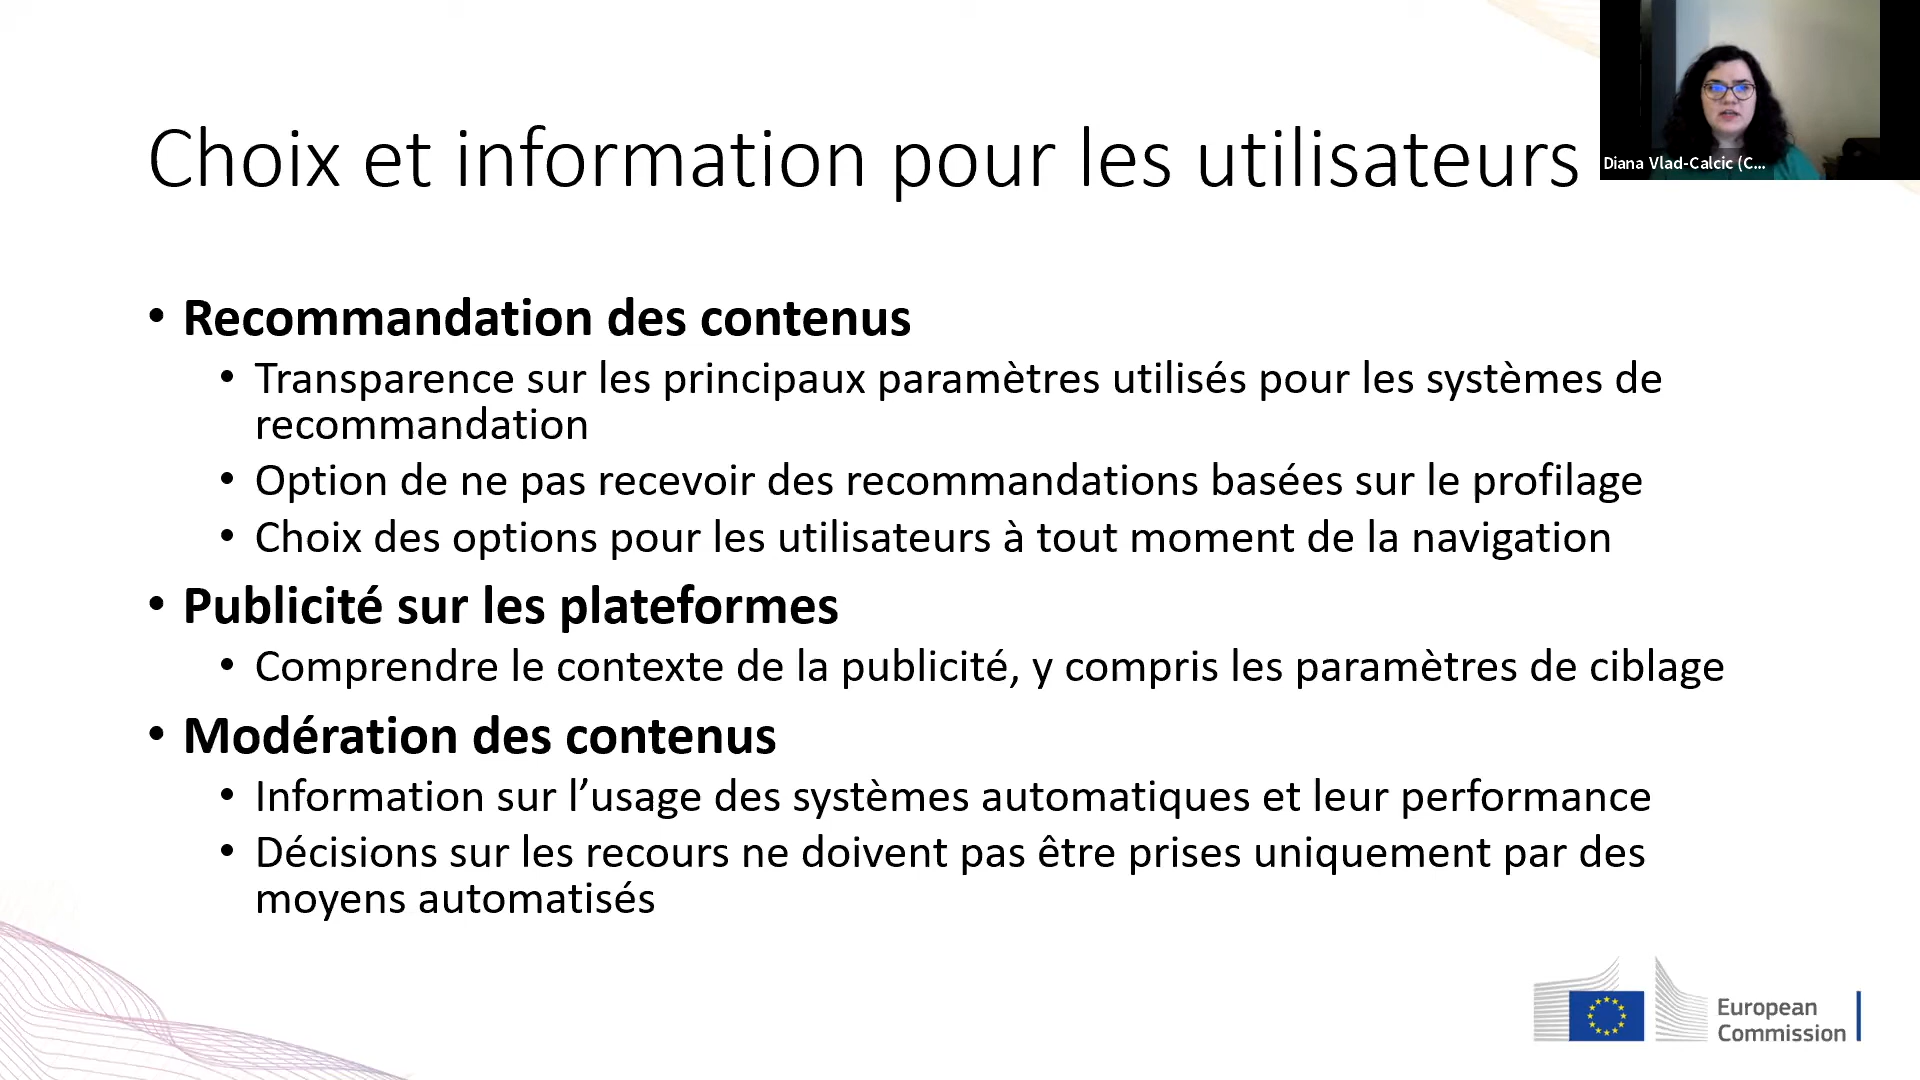 Choix et information pour les utilisateurs
Diana Vlad-Calcic (C...
• Recommandation des contenus
• Transparence sur les principaux paramètres utilisés pour les systèmes de
recommandation
• Option de ne pas recevoir des recommandations basées sur le profilage
• Choix des options pour les utilisateurs à tout moment de la navigation
• Publicité sur les plateformes
• Comprendre le contexte de la publicité, y compris les paramètres de ciblage
• Modération des contenus
• Information sur l’usage des systèmes automatiques et leur performance
• Décisions sur les recours ne doivent pas être prises uniquement par des
moyens automatisés
European
Commission